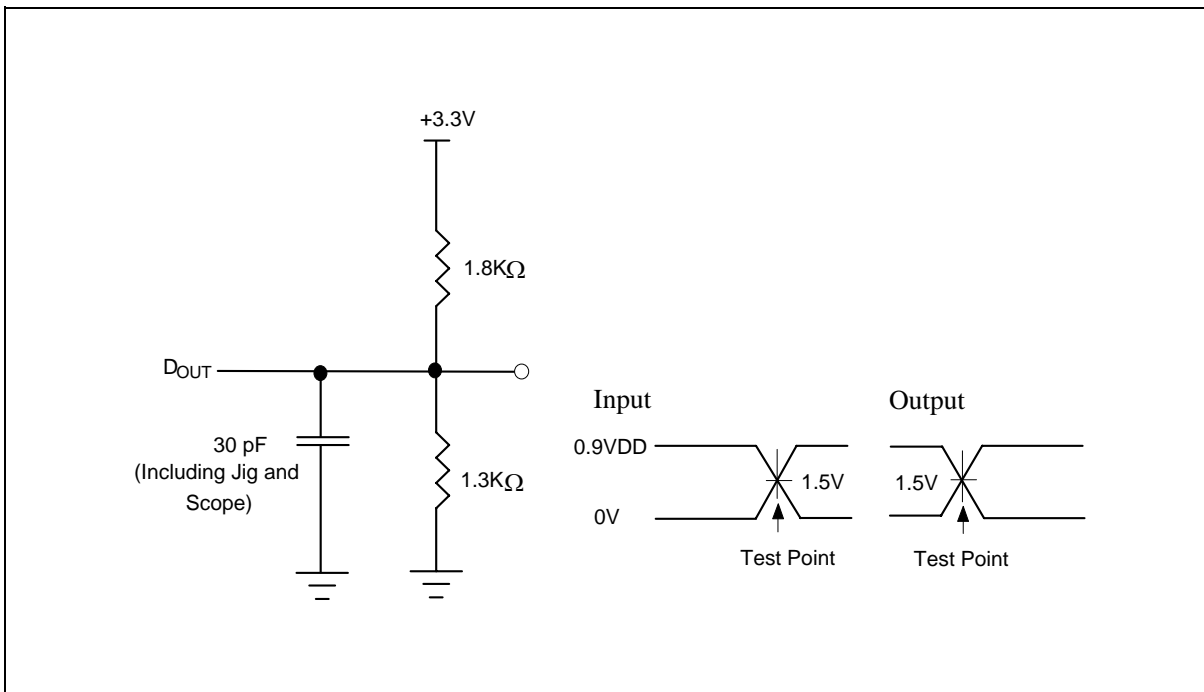 +3.3V
1.8KΩ
DOUT
30 pF
(Including Jig and
Scope)
1.3KΩ
Input
Output
0.9VDD
1.5V
1.5V
0V
Test Point
Test Point